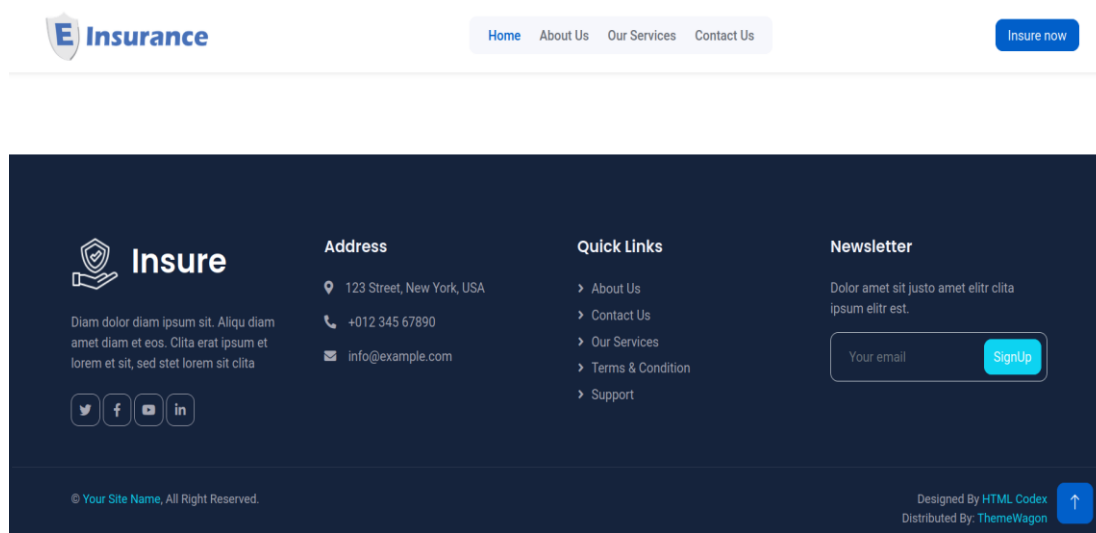 E Insurance
Home About Us Our Services Contact Us
Insure now
Insure
Diam dolor diam ipsum sit. Aliqu diam
amet diam et eos. Clita erat ipsum et
lorem et sit, sed stet lorem sit clita
Address
123 Street, New York, USA
+012 345 67890
info@example.com
Quick Links
About Us
Contact Us
Our Services
Terms & Condition
Support
Newsletter
Dolor amet sit justo amet elitr clita
ipsum elitr est.
Your email SignUp
© Your Site Name, All Right Reserved.
Designed By HTML Codex
Distributed By: ThemeWagon